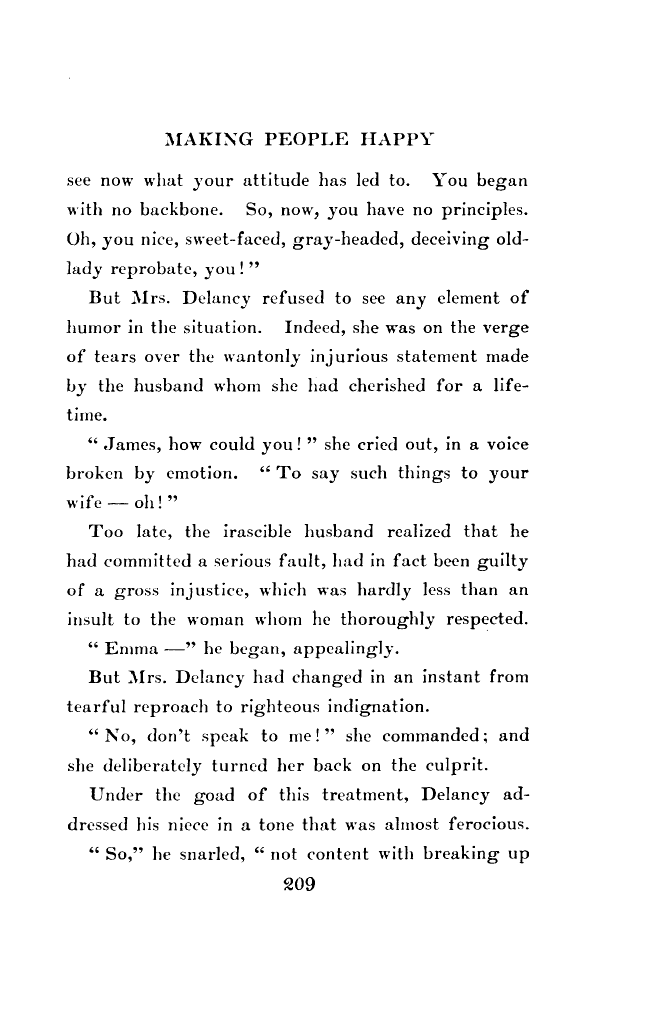 MAKING PEOPLE HAPPY
see now what your attitude has led to. You began
with no backbone. So, now, you have no principles.
Oh, you nice, sweet-faced, gray-headed, deceiving old-
lady reprobate, you!”
But Mrs. Delancy refused to see any element of
humor in the situation. Indeed, she was on the verge
of tears over the wantonly injurious statement made
by the husband whom she had cherished for a life-
time.
“James, how could you!” she cried out, in a voice
broken by emotion. “To say such things to your
wife — oh!”
Too late, the irascible husband realized that he
had committed a serious fault, had in fact been guilty
of a gross injustice, which was hardly less than an
insult to the woman whom he thoroughly respected.
“Emma —” he began, appealingly.
But Mrs. Delancy had changed in an instant from
tearful reproach to righteous indignation.
“No, don't speak to me!” she commanded; and
she deliberately turned her back on the culprit.
Under the goad of this treatment, Delancy ad-
dressed his niece in a tone that was almost ferocious.
“So,” he snarled, “not content with breaking up
209